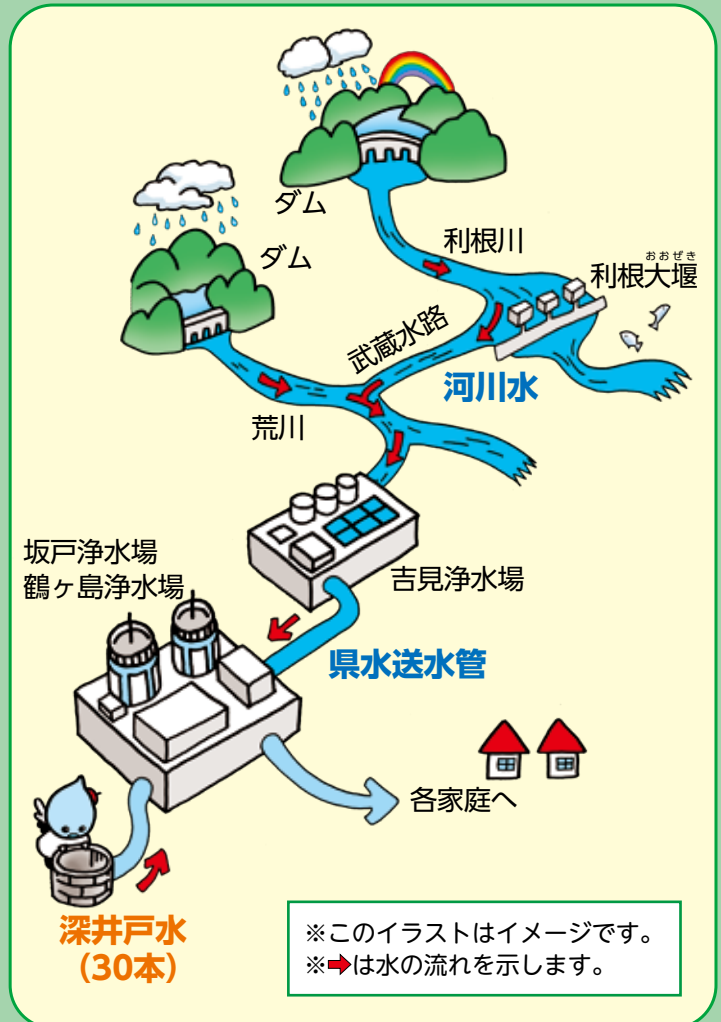 ダム
利根川
おおぜき
利根大堰
ダム
武蔵水路
河川水
荒川
坂戸浄水場
鶴ヶ島浄水場
吉見浄水場
県水送水管
各家庭へ
深井戸水
(30本)
※このイラストはイメージです。
※➡は水の流れを示します。